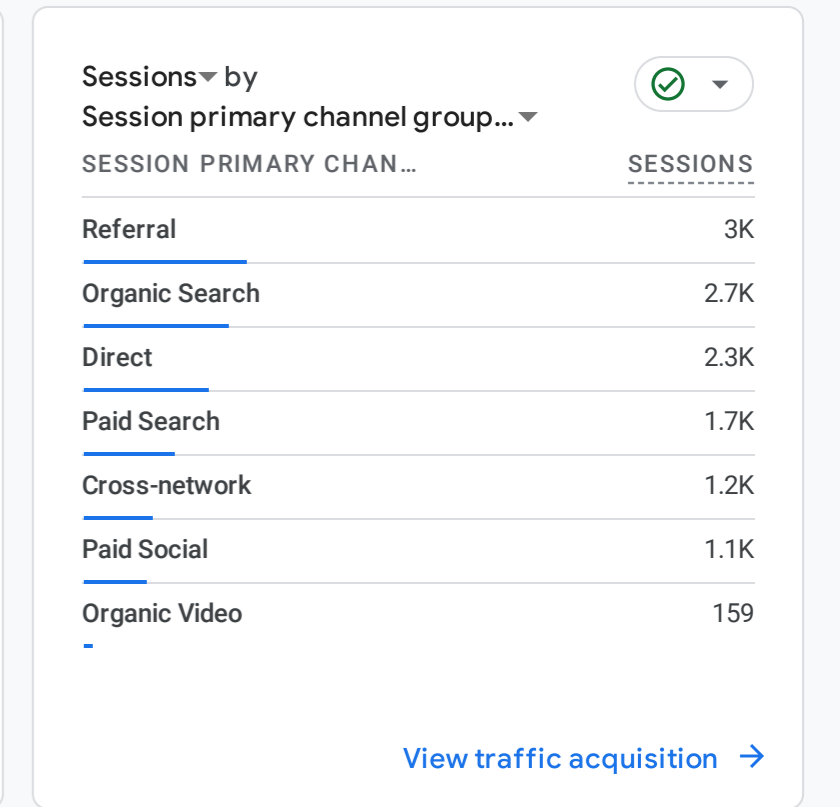 Sessions by
Session primary channel group...
SESSION PRIMARY CHAN... SESSIONS
Referral 3K
Organic Search 2.7K
Direct 2.3K
Paid Search 1.7K
Cross-network 1.2K
Paid Social 1.1K
Organic Video 159
View traffic acquisition